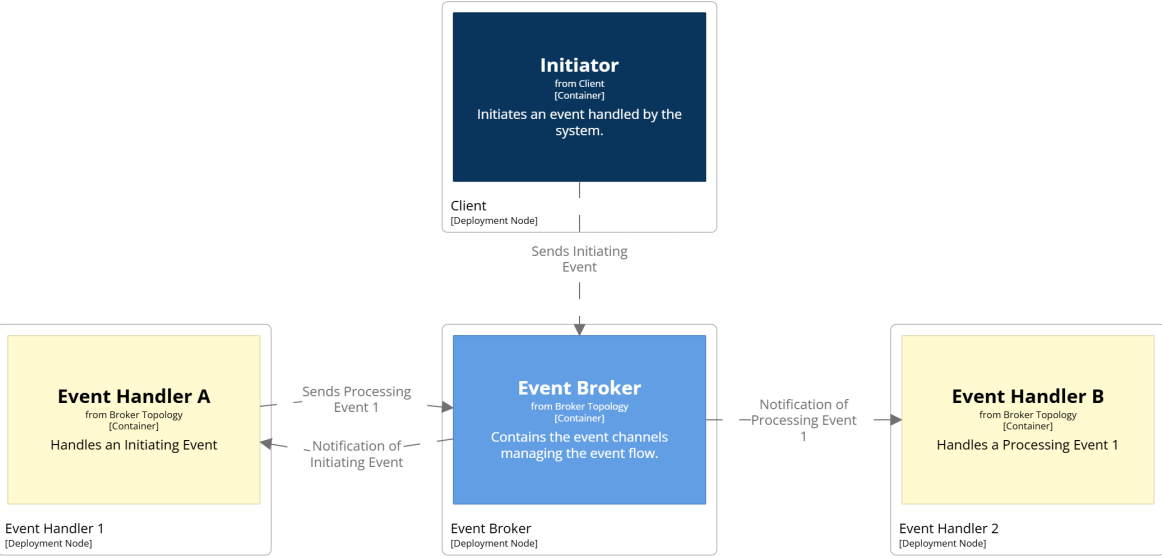 Initiator
from Client
[Container]
Initiates an event handled by the
system.
Client
[Deployment Node]
Sends Initiating
Event
Event Handler A
from Broker Topology
[Container]
Handles an Initiating Event
Event Handler 1
[Deployment Node]
Sends Processing
Event 1
Notification of
Initiating Event
Event Broker
from Broker Topology
[Container]
Contains the event channels
managing the event flow.
Event Broker
[Deployment Node]
Notification of
Processing Event
1
Event Handler B
from Broker Topology
[Container]
Handles a Processing Event 1
Event Handler 2
[Deployment Node]